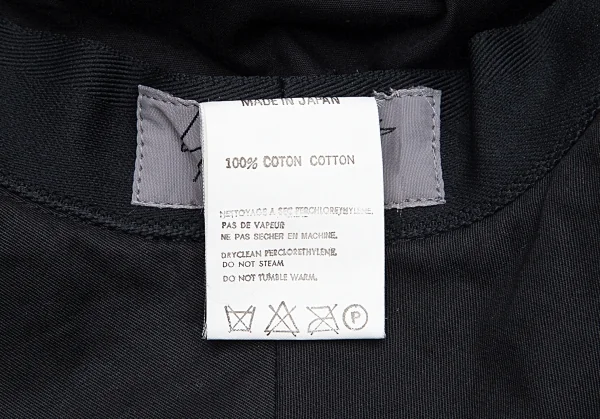 MADE IN JAPAN
100% COTON COTTON
NETTOYAGE A SEC PERCHLORETHYLENE.
PAS DE VAPEUR
NE PAS SECHER EN MACHINE.
DRYCLEAN PERCLORETHYLENE.
DO NOT STEAM
DO NOT TUMBLE WARM.
P